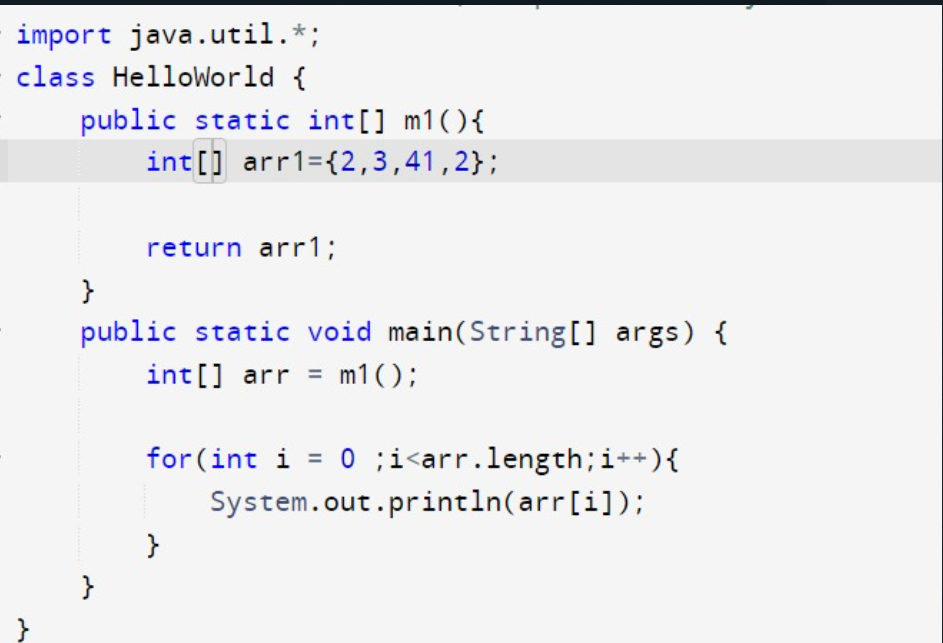 import java.util.*;
class HelloWorld {
    public static int[] m1(){
        int[] arr1={2,3,41,2};
        return arr1;
    }
    public static void main(String[] args) {
        int[] arr = m1();
        for(int i = 0 ;i<arr.length;i++){
            System.out.println(arr[i]);
        }
    }
}